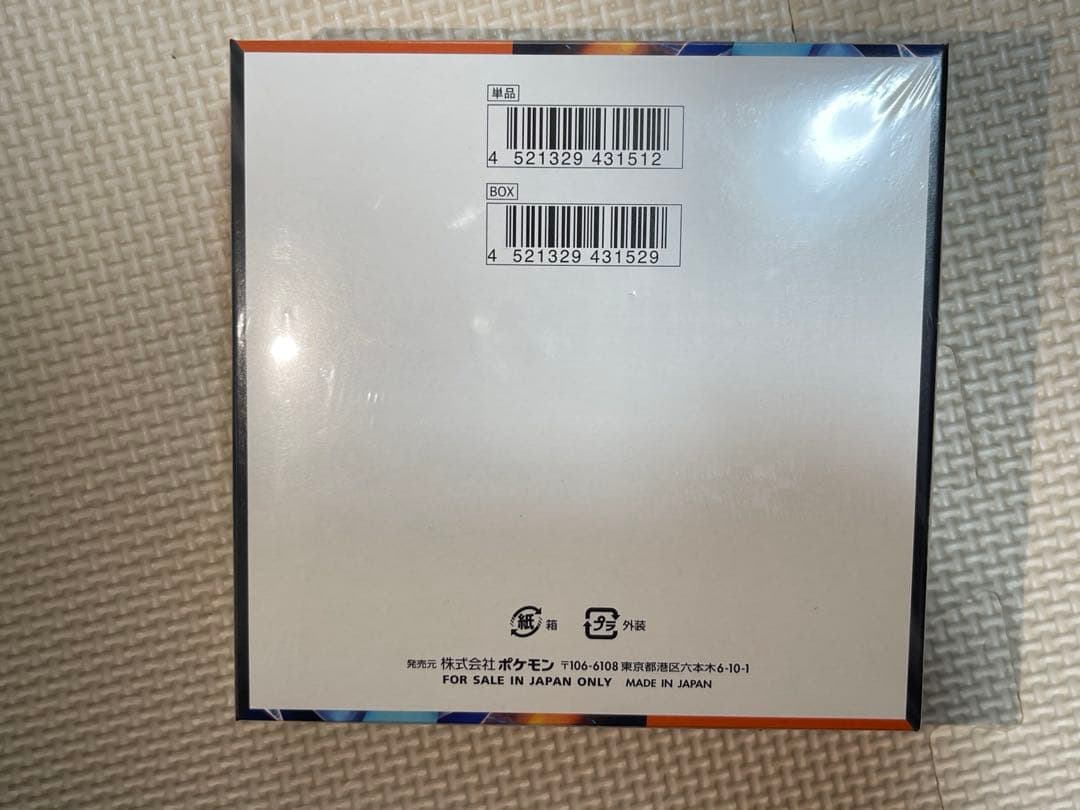 単品
4 521329 431512
BOX
4 521329 431529
紙 箱 プラ 外装
発売元 株式会社ポケモン 〒106-6108 東京都港区六本木6-10-1
FOR SALE IN JAPAN ONLY MADE IN JAPAN